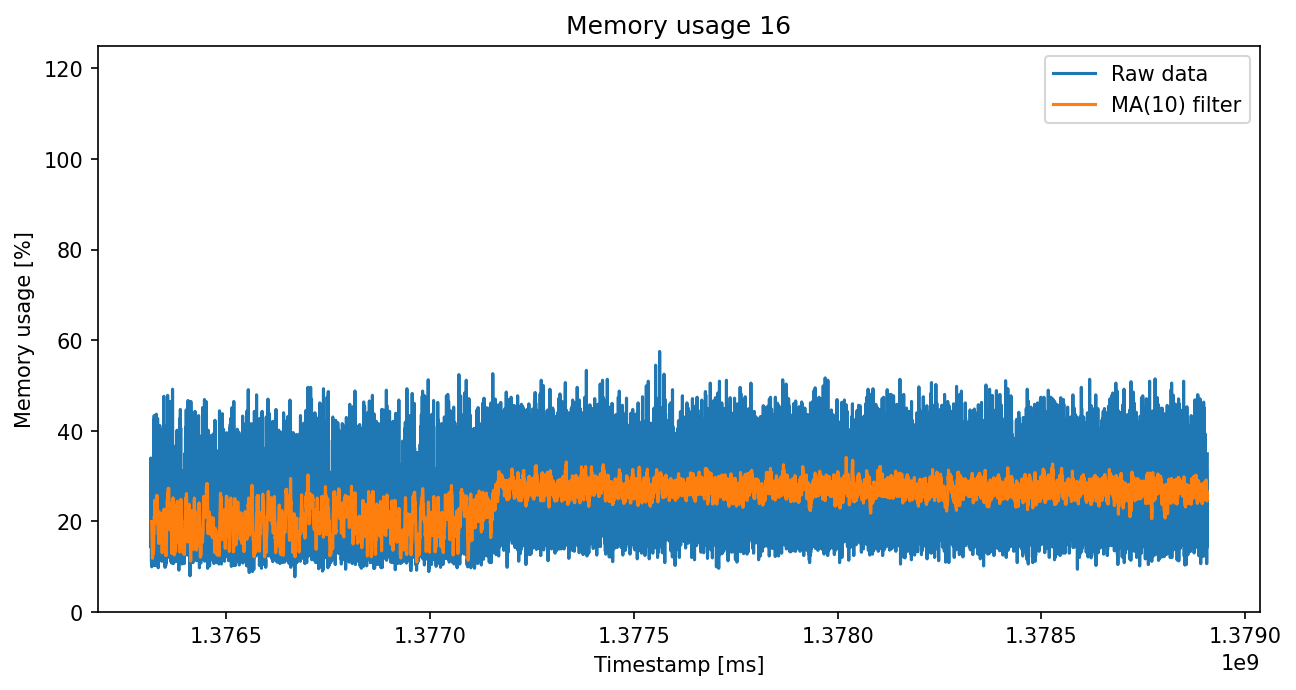 Memory usage 16
Raw data
MA(10) filter
Memory usage [%]
120
100
80
60
40
20
0
1.3765 1.3770 1.3775 1.3780 1.3785 1.3790
1e9
Timestamp [ms]